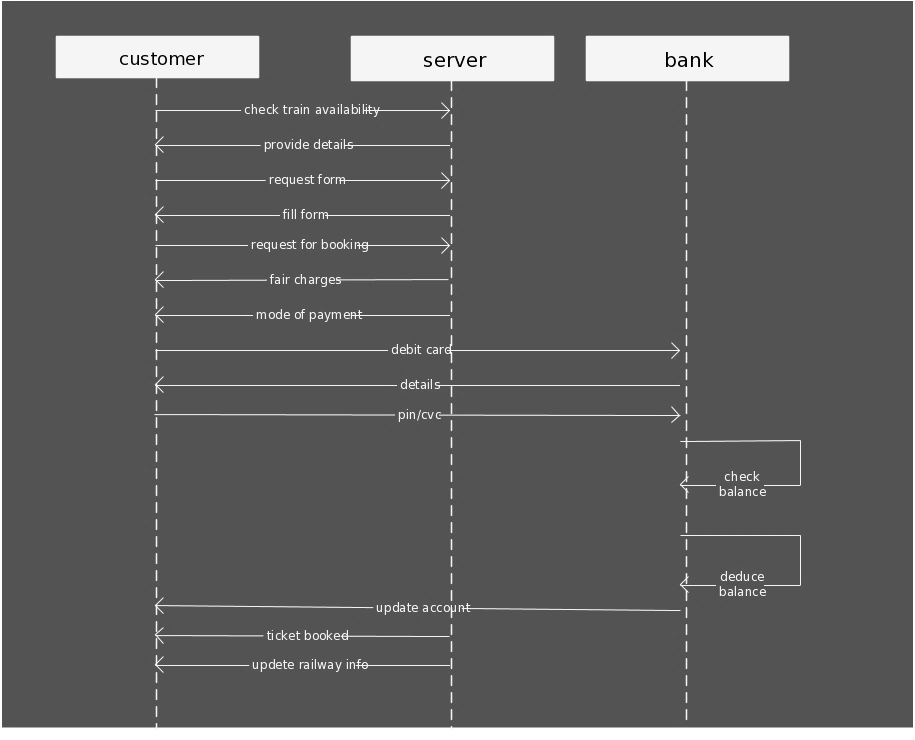 customer
server
bank
check train availability
provide details
request form
fill form
request for booking
fair charges
mode of payment
debit card
details
pin/cvc
check
balance
deduce
balance
update account
ticket booked
updete railway info